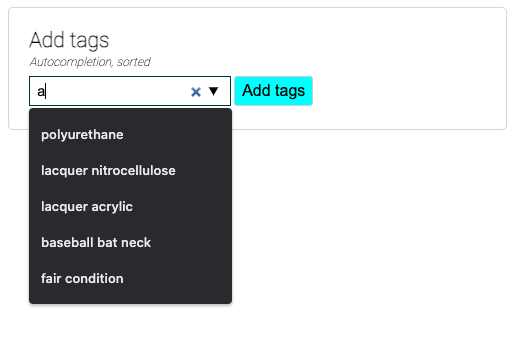 Add tags
Autocompletion, sorted
a
Add tags
polyurethane
lacquer nitrocellulose
lacquer acrylic
baseball bat neck
fair condition